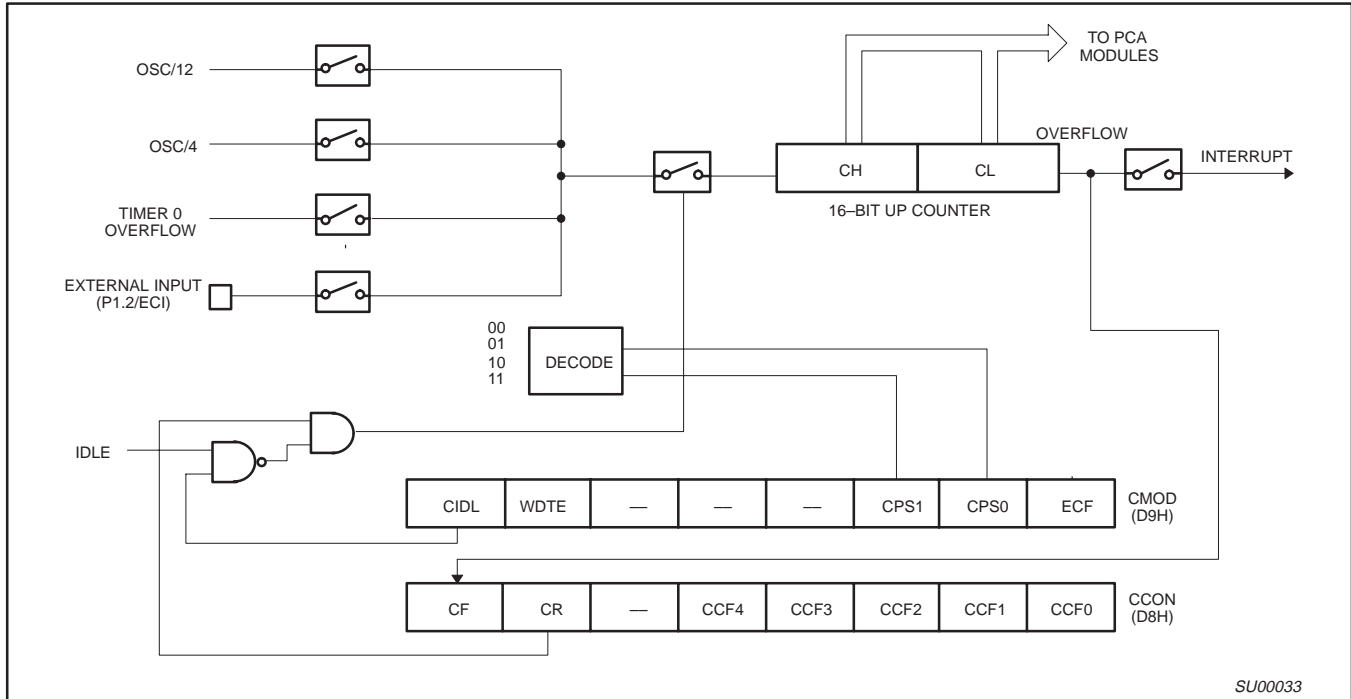 OSC/12
OSC/4
TIMER 0
OVERFLOW
EXTERNAL INPUT
(P1.2/ECI)
TO PCA
MODULES
OVERFLOW
CH
CL
INTERRUPT
16–BIT UP COUNTER
00
01
10
11
DECODE
IDLE
CIDL WDTE –– –– –– CPS1 CPS0 ECF
CMOD
(D9H)
CF CR –– CCF4 CCF3 CCF2 CCF1 CCF0
CCON
(D8H)
SU00033